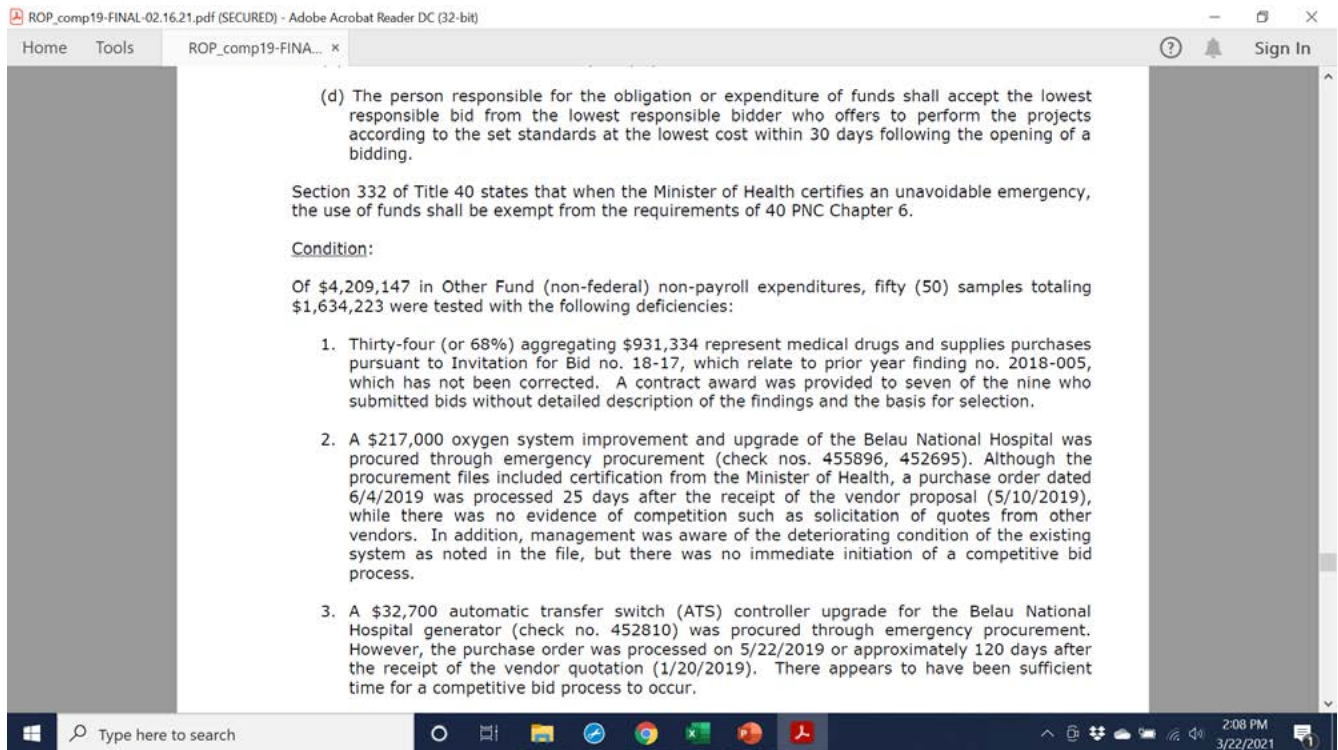 ROP_comp19-FINAL-02.16.21.pdf (SECURED) - Adobe Acrobat Reader DC (32-bit)
Home Tools ROP_comp19-FINA... × Sign In
(d) The person responsible for the obligation or expenditure of funds shall accept the lowest
responsible bid from the lowest responsible bidder who offers to perform the projects
according to the set standards at the lowest cost within 30 days following the opening of a
bidding.
Section 332 of Title 40 states that when the Minister of Health certifies an unavoidable emergency,
the use of funds shall be exempt from the requirements of 40 PNC Chapter 6.
Condition:
Of $4,209,147 in Other Fund (non-federal) non-payroll expenditures, fifty (50) samples totaling
$1,634,223 were tested with the following deficiencies:
1. Thirty-four (or 68%) aggregating $931,334 represent medical drugs and supplies purchases
pursuant to Invitation for Bid no. 18-17, which relate to prior year finding no. 2018-005,
which has not been corrected. A contract award was provided to seven of the nine who
submitted bids without detailed description of the findings and the basis for selection.
2. A $217,000 oxygen system improvement and upgrade of the Belau National Hospital was
procured through emergency procurement (check nos. 455896, 452695). Although the
procurement files included certification from the Minister of Health, a purchase order dated
6/4/2019 was processed 25 days after the receipt of the vendor proposal (5/10/2019),
while there was no evidence of competition such as solicitation of quotes from other
vendors. In addition, management was aware of the deteriorating condition of the existing
system as noted in the file, but there was no immediate initiation of a competitive bid
process.
3. A $32,700 automatic transfer switch (ATS) controller upgrade for the Belau National
Hospital generator (check no. 452810) was procured through emergency procurement.
However, the purchase order was processed on 5/22/2019 or approximately 120 days after
the receipt of the vendor quotation (1/20/2019). There appears to have been sufficient
time for a competitive bid process to occur.
Type here to search
2:08 PM
3/22/2021